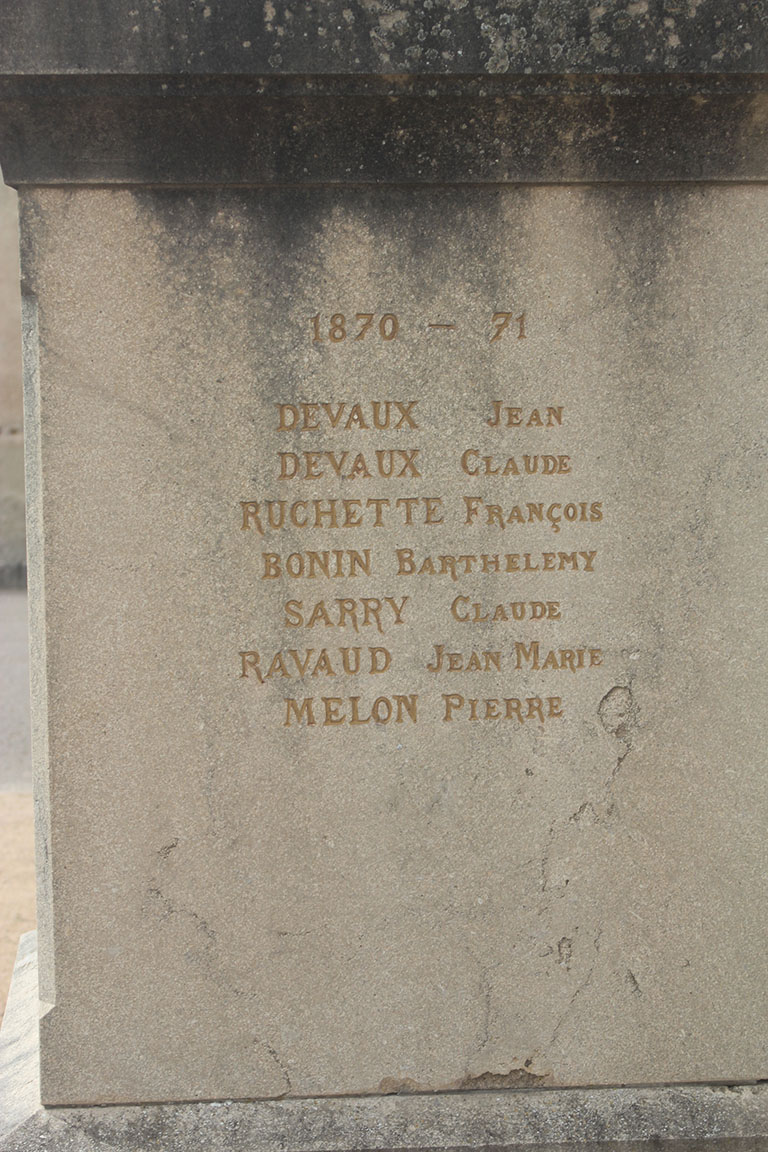 1870 – 71
DEVAUX JEAN
DEVAUX CLAUDE
RUCHETTE FRANÇOIS
BONIN BARTHELEMY
SARRY CLAUDE
RAVAUD JEAN MARIE
MELON PIERRE